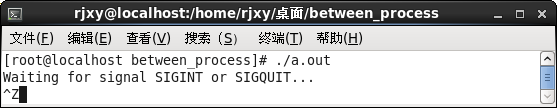 rjxy@localhost:/home/rjxy/桌面/between_process
文件(F) 编辑(E) 查看(V) 搜索 (S) 终端(T) 帮助(H)
[root@localhost between_process]# ./a.out
Waiting for signal SIGINT or SIGQUIT...
^Z